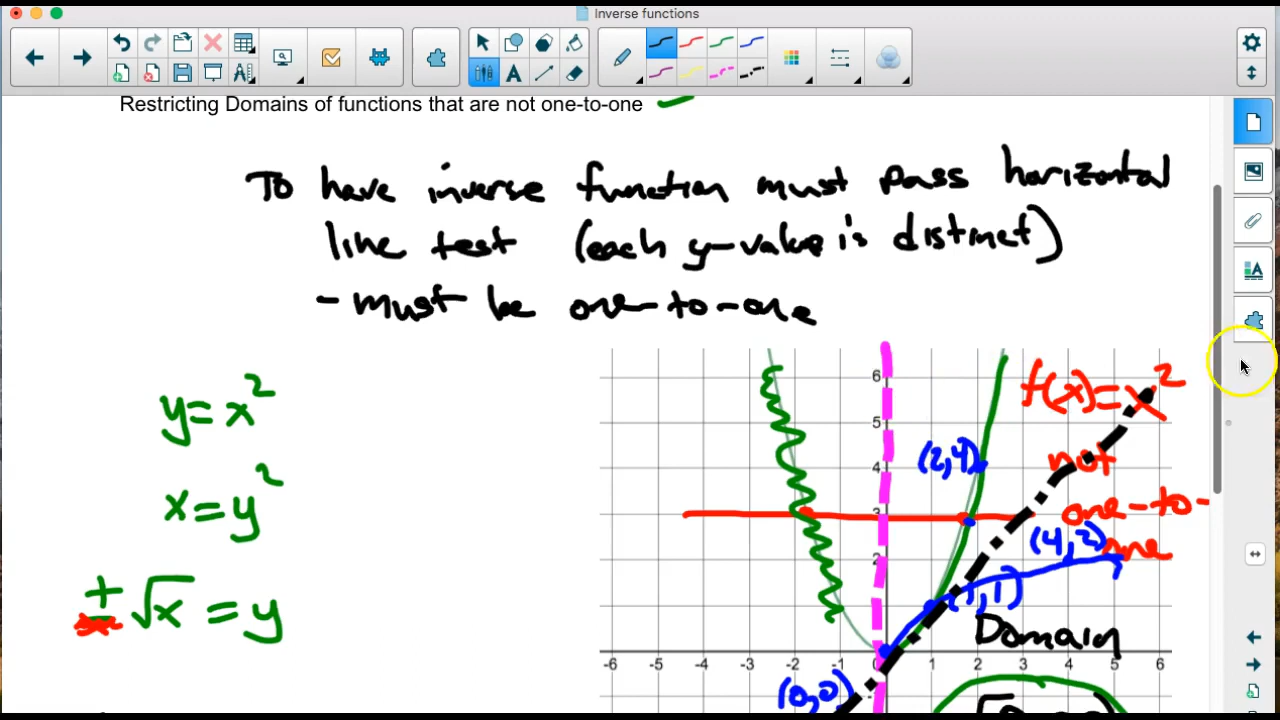 Inverse functions
Restricting Domains of functions that are not one-to-one
To have inverse function must pass horizontal
line test (each y-value is distinct)
- must be one-to-one
y=x²
x=y²
±√x = y
f(x)=x²
not
one-to-
one
(2,4)
(4,2)
(1,1)
(0,0)
Domain
6
5
4
3
2
-6 -5 -4 -3 -2 -1 0 1 2 3 4 5 6